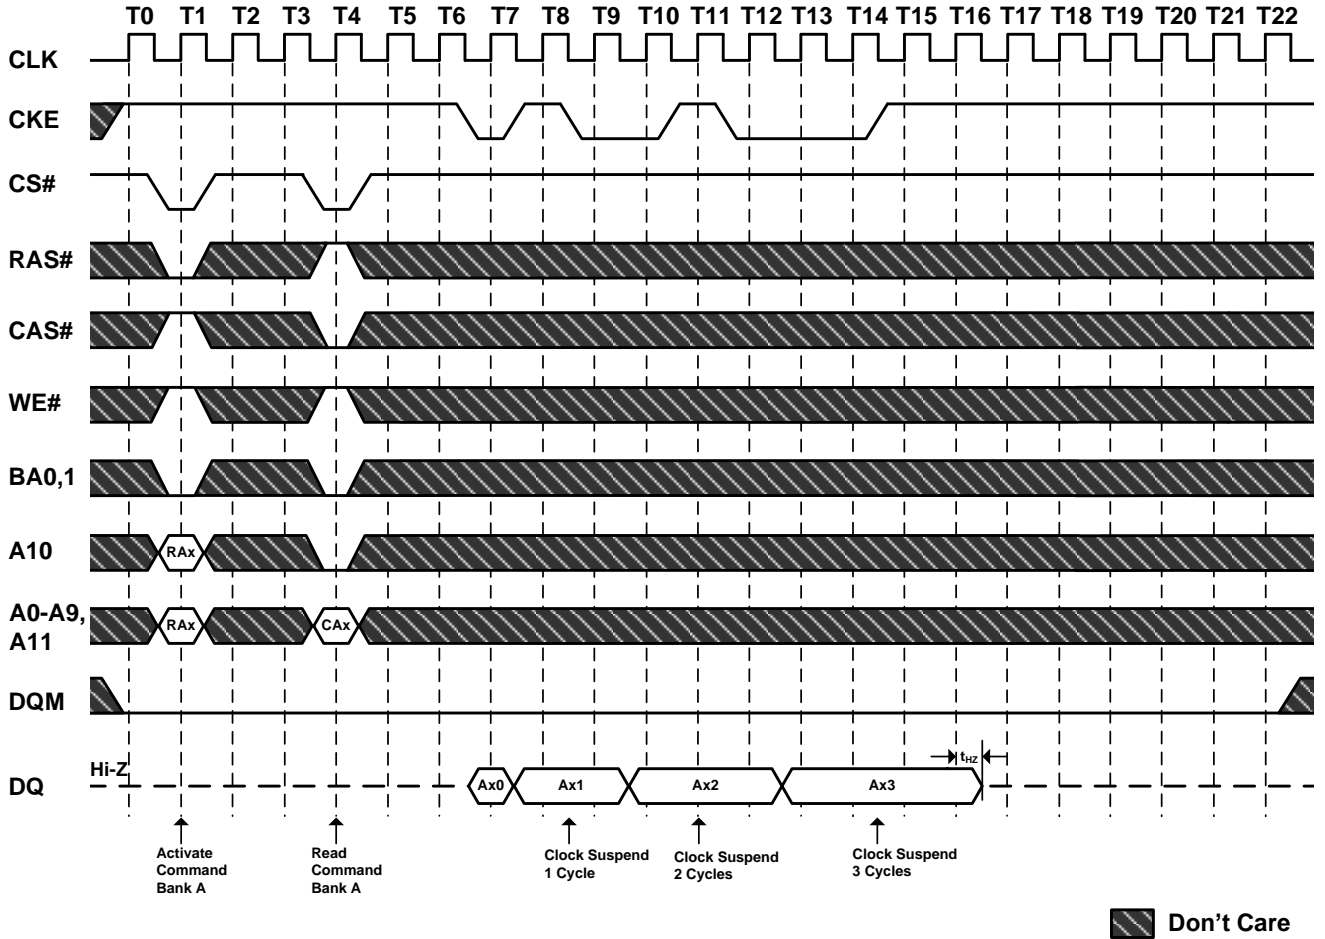 T0 T1 T2 T3 T4 T5 T6 T7 T8 T9 T10 T11 T12 T13 T14 T15 T16 T17 T18 T19 T20 T21 T22
CLK
CKE
CS#
RAS#
CAS#
WE#
BA0,1
A10
RAx
A0-A9,
A11
RAx
CAx
DQM
tHZ
Hi-Z
DQ
Ax0
Ax1
Ax2
Ax3
Activate
Command
Bank A
Read
Command
Bank A
Clock Suspend
1 Cycle
Clock Suspend
2 Cycles
Clock Suspend
3 Cycles
Don't Care